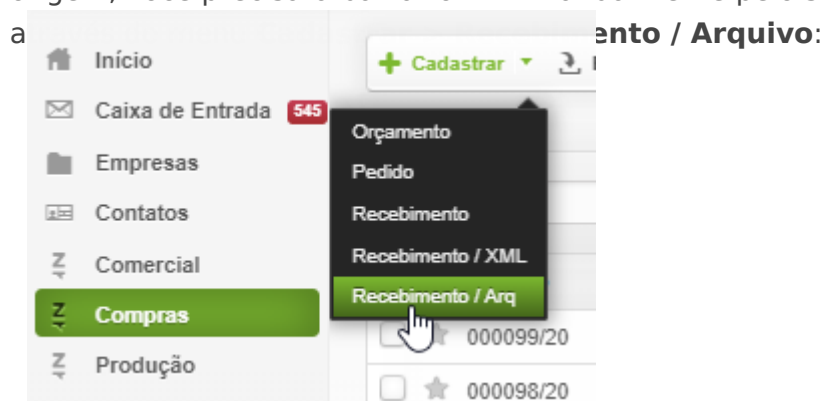 ento / Arquivo:
Início
Cadastrar
Caixa de Entrada 545
Orçamento
Empresas
Pedido
Contatos
Recebimento
Comercial
Recebimento / XML
Compras
Recebimento / Arq
000099/20
Produção
000098/20